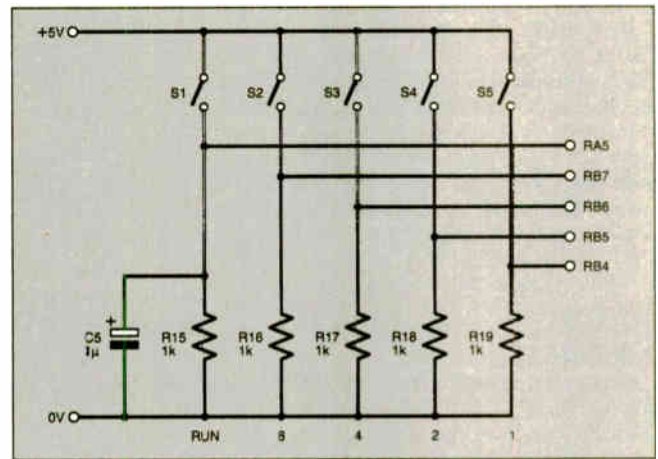 +5V
S1 S2 S3 S4 S5
RA5
RB7
RB6
RB5
RB4
+
C5
1µ
R15
1k
R16
1k
R17
1k
R18
1k
R19
1k
0V
RUN 8 4 2 1